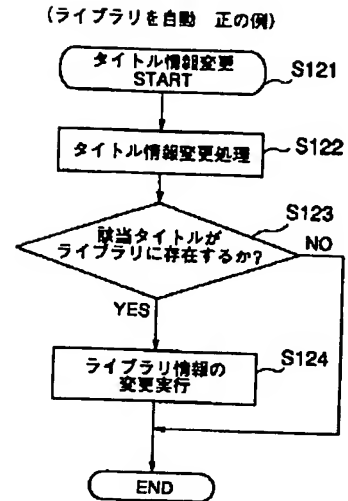 (ライブラリを自動 正の例)
タイトル情報変更
START
S121
タイトル情報変更処理
S122
S123
該当タイトルが
ライブラリに存在するか?
NO
YES
ライブラリ情報の
変更実行
S124
END